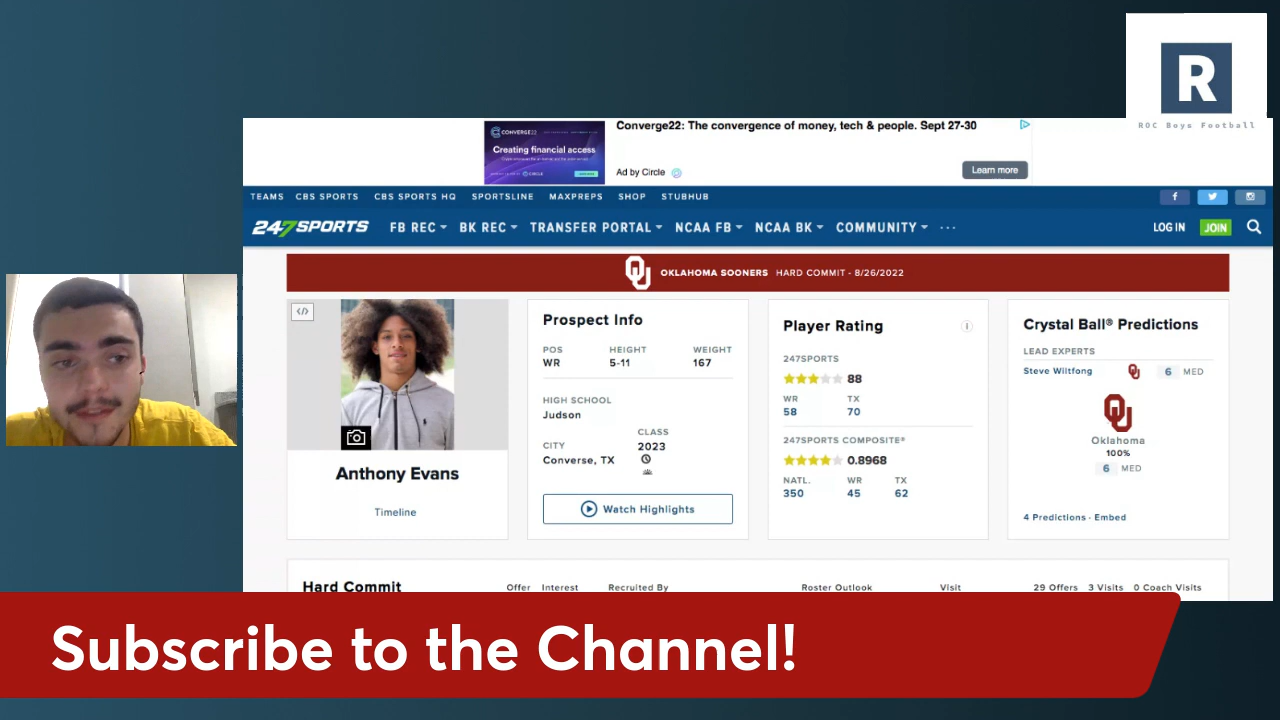 R
ROC Boys Football
CONVERGE22
Creating financial access
Converge22: The convergence of money, tech & people. Sept 27-30
Ad by Circle
Learn more
TEAMS CBS SPORTS CBS SPORTS HQ SPORTSLINE MAXPREPS SHOP STUBHUB
247SPORTS FB REC BK REC TRANSFER PORTAL NCAA FB NCAA BK COMMUNITY ... LOG IN JOIN
OU OKLAHOMA SOONERS HARD COMMIT - 8/26/2022
</>
Anthony Evans
Timeline
Prospect Info
POS HEIGHT WEIGHT
WR 5-11 167
HIGH SCHOOL
Judson
CITY CLASS
Converse, TX 2023
Watch Highlights
Player Rating
247SPORTS
88
WR TX
58 70
247SPORTS COMPOSITE®
0.8968
NATL. WR TX
350 45 62
Crystal Ball® Predictions
LEAD EXPERTS
Steve Wiltfong OU 6 MED
OU
Oklahoma
100%
6 MED
4 Predictions · Embed
Hard Commit Offer Interest Recruited By Roster Outlook Visit 29 Offers 3 Visits 0 Coach Visits
Subscribe to the Channel!